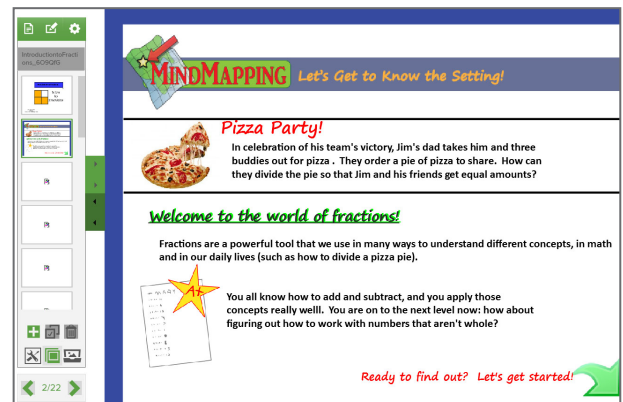 IntroductiontoFracti
ons_6O9QfG
MINDMAPPING Let's Get to Know the Setting!
Pizza Party!
In celebration of his team's victory, Jim's dad takes him and three
buddies out for pizza . They order a pie of pizza to share. How can
they divide the pie so that Jim and his friends get equal amounts?
Welcome to the world of fractions!
Fractions are a powerful tool that we use in many ways to understand different concepts, in math
and in our daily lives (such as how to divide a pizza pie).
A+
You all know how to add and subtract, and you apply those
concepts really welll. You are on to the next level now: how about
figuring out how to work with numbers that aren't whole?
Ready to find out? Let's get started!
2/22